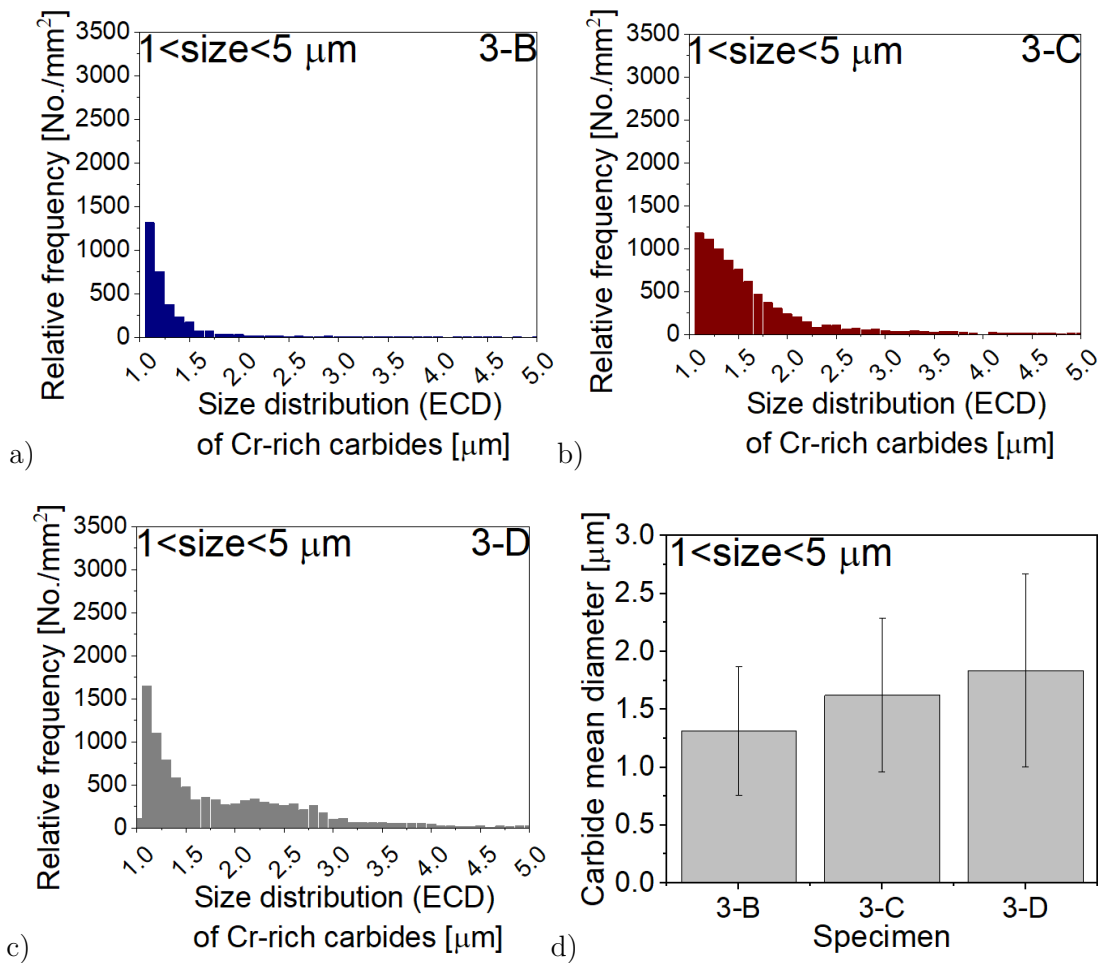 1<size<5 μm 3-B
Relative frequency [No./mm²]
3500
3000
2500
2000
1500
1000
500
0
1.0 1.5 2.0 2.5 3.0 3.5 4.0 4.5 5.0
Size distribution (ECD)
of Cr-rich carbides [μm]
a)
1<size<5 μm 3-C
Relative frequency [No./mm²]
3500
3000
2500
2000
1500
1000
500
0
1.0 1.5 2.0 2.5 3.0 3.5 4.0 4.5 5.0
Size distribution (ECD)
of Cr-rich carbides [μm]
b)
1<size<5 μm 3-D
Relative frequency [No./mm²]
3500
3000
2500
2000
1500
1000
500
0
1.0 1.5 2.0 2.5 3.0 3.5 4.0 4.5 5.0
Size distribution (ECD)
of Cr-rich carbides [μm]
c)
1<size<5 μm
Carbide mean diameter [μm]
3.0
2.5
2.0
1.5
1.0
0.5
0.0
3-B 3-C 3-D
Specimen
d)